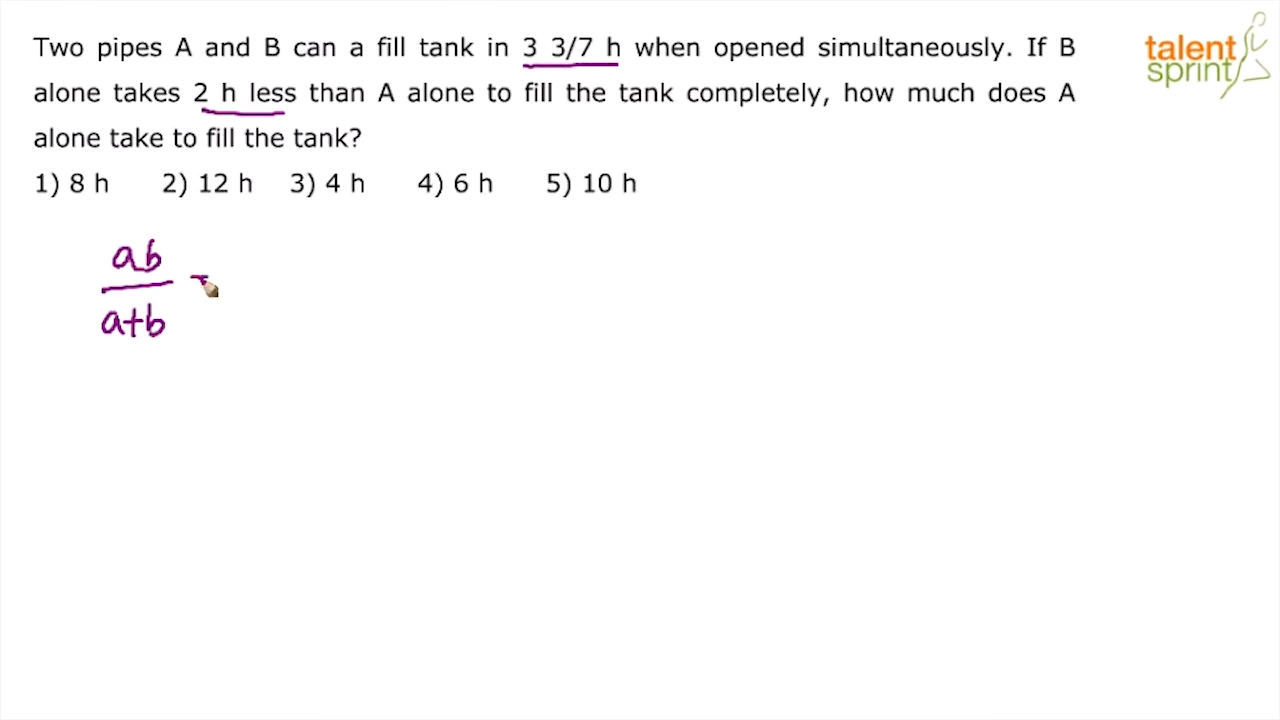 Two pipes A and B can a fill tank in 3 3/7 h when opened simultaneously. If B
alone takes 2 h less than A alone to fill the tank completely, how much does A
alone take to fill the tank?
1) 8 h 2) 12 h 3) 4 h 4) 6 h 5) 10 h
talent
sprint
ab
a+b